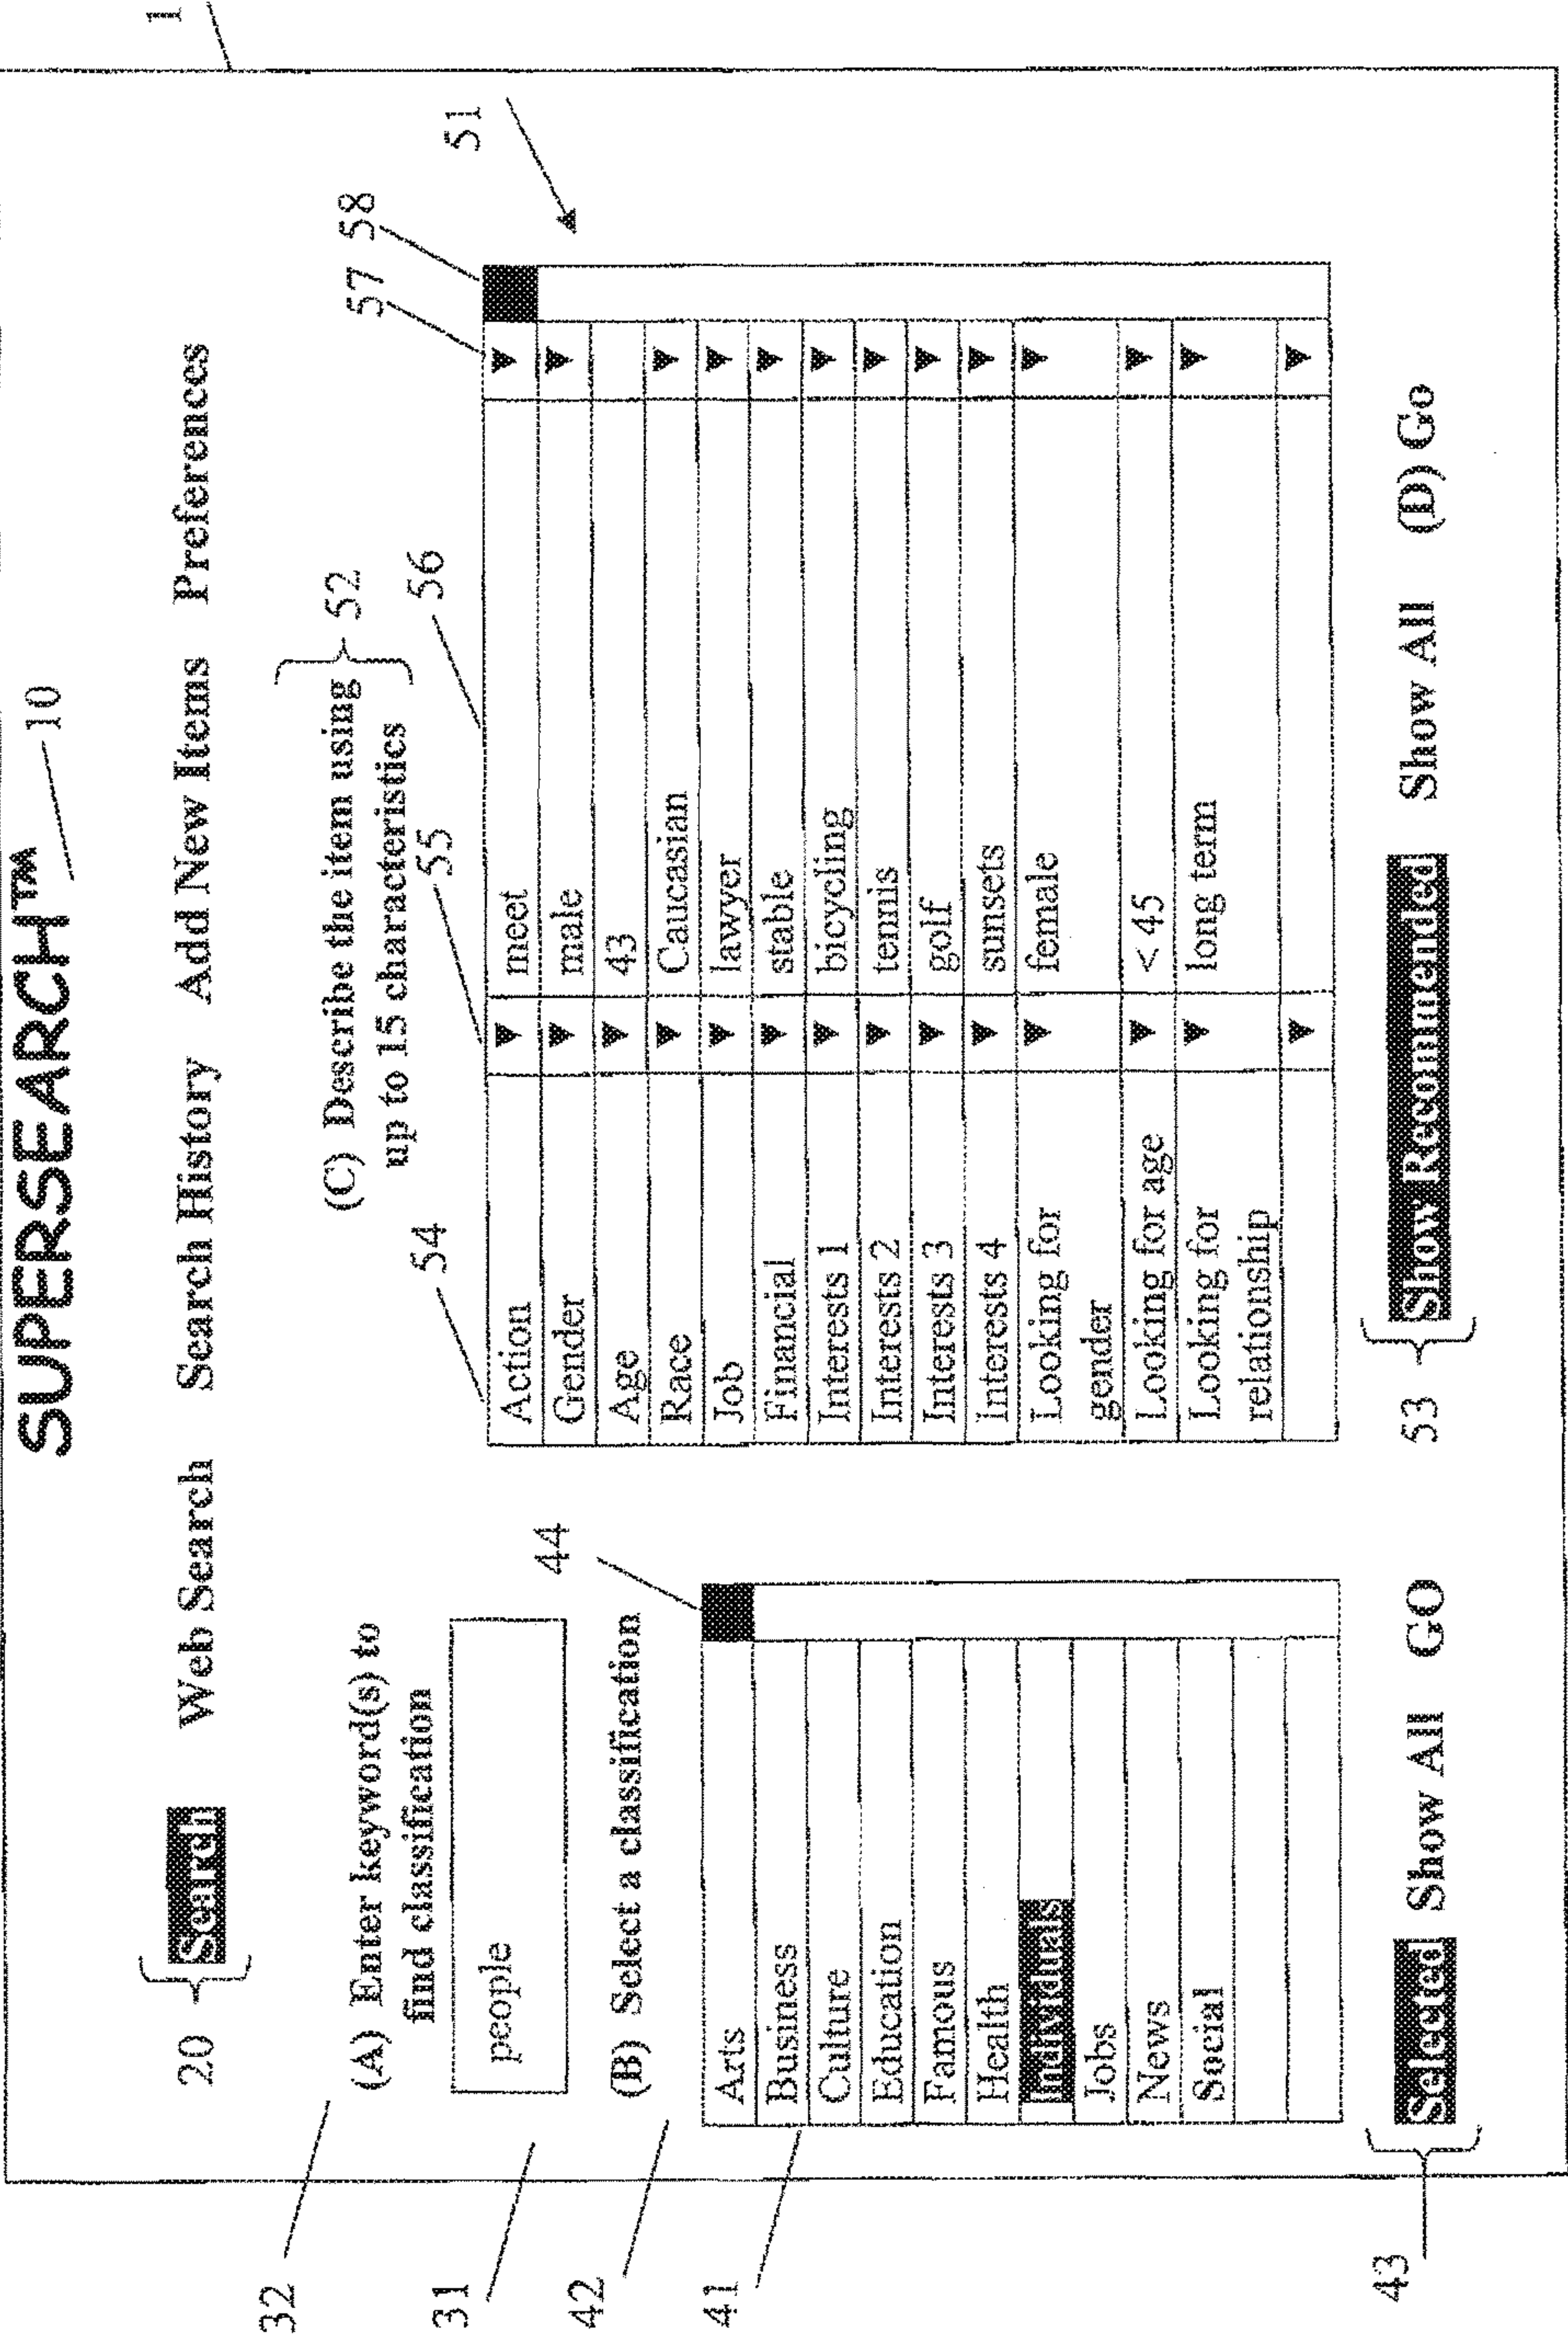 SUPERSEARCH™
10
1
20 Search Web Search Search History Add New Items Preferences
32
(A) Enter keyword(s) to
find classification
31
people
42
(B) Select a classification
44
41
Arts
Business
Culture
Education
Famous
Health
Individuals
Jobs
News
Social
43
Selected Show All GO
(C) Describe the item using
up to 15 characteristics
52
54
55
56
57
58
51
Action ▼ meet ▼
Gender ▼ male ▼
Age ▼ 43
Race ▼ Caucasian ▼
Job ▼ lawyer ▼
Financial ▼ stable ▼
Interests 1 ▼ bicycling ▼
Interests 2 ▼ tennis ▼
Interests 3 ▼ golf ▼
Interests 4 ▼ sunsets ▼
Looking for ▼ female ▼
gender
Looking for age ▼ < 45 ▼
Looking for ▼ long term ▼
relationship
▼ ▼
53 Show Recommended Show All (D) Go